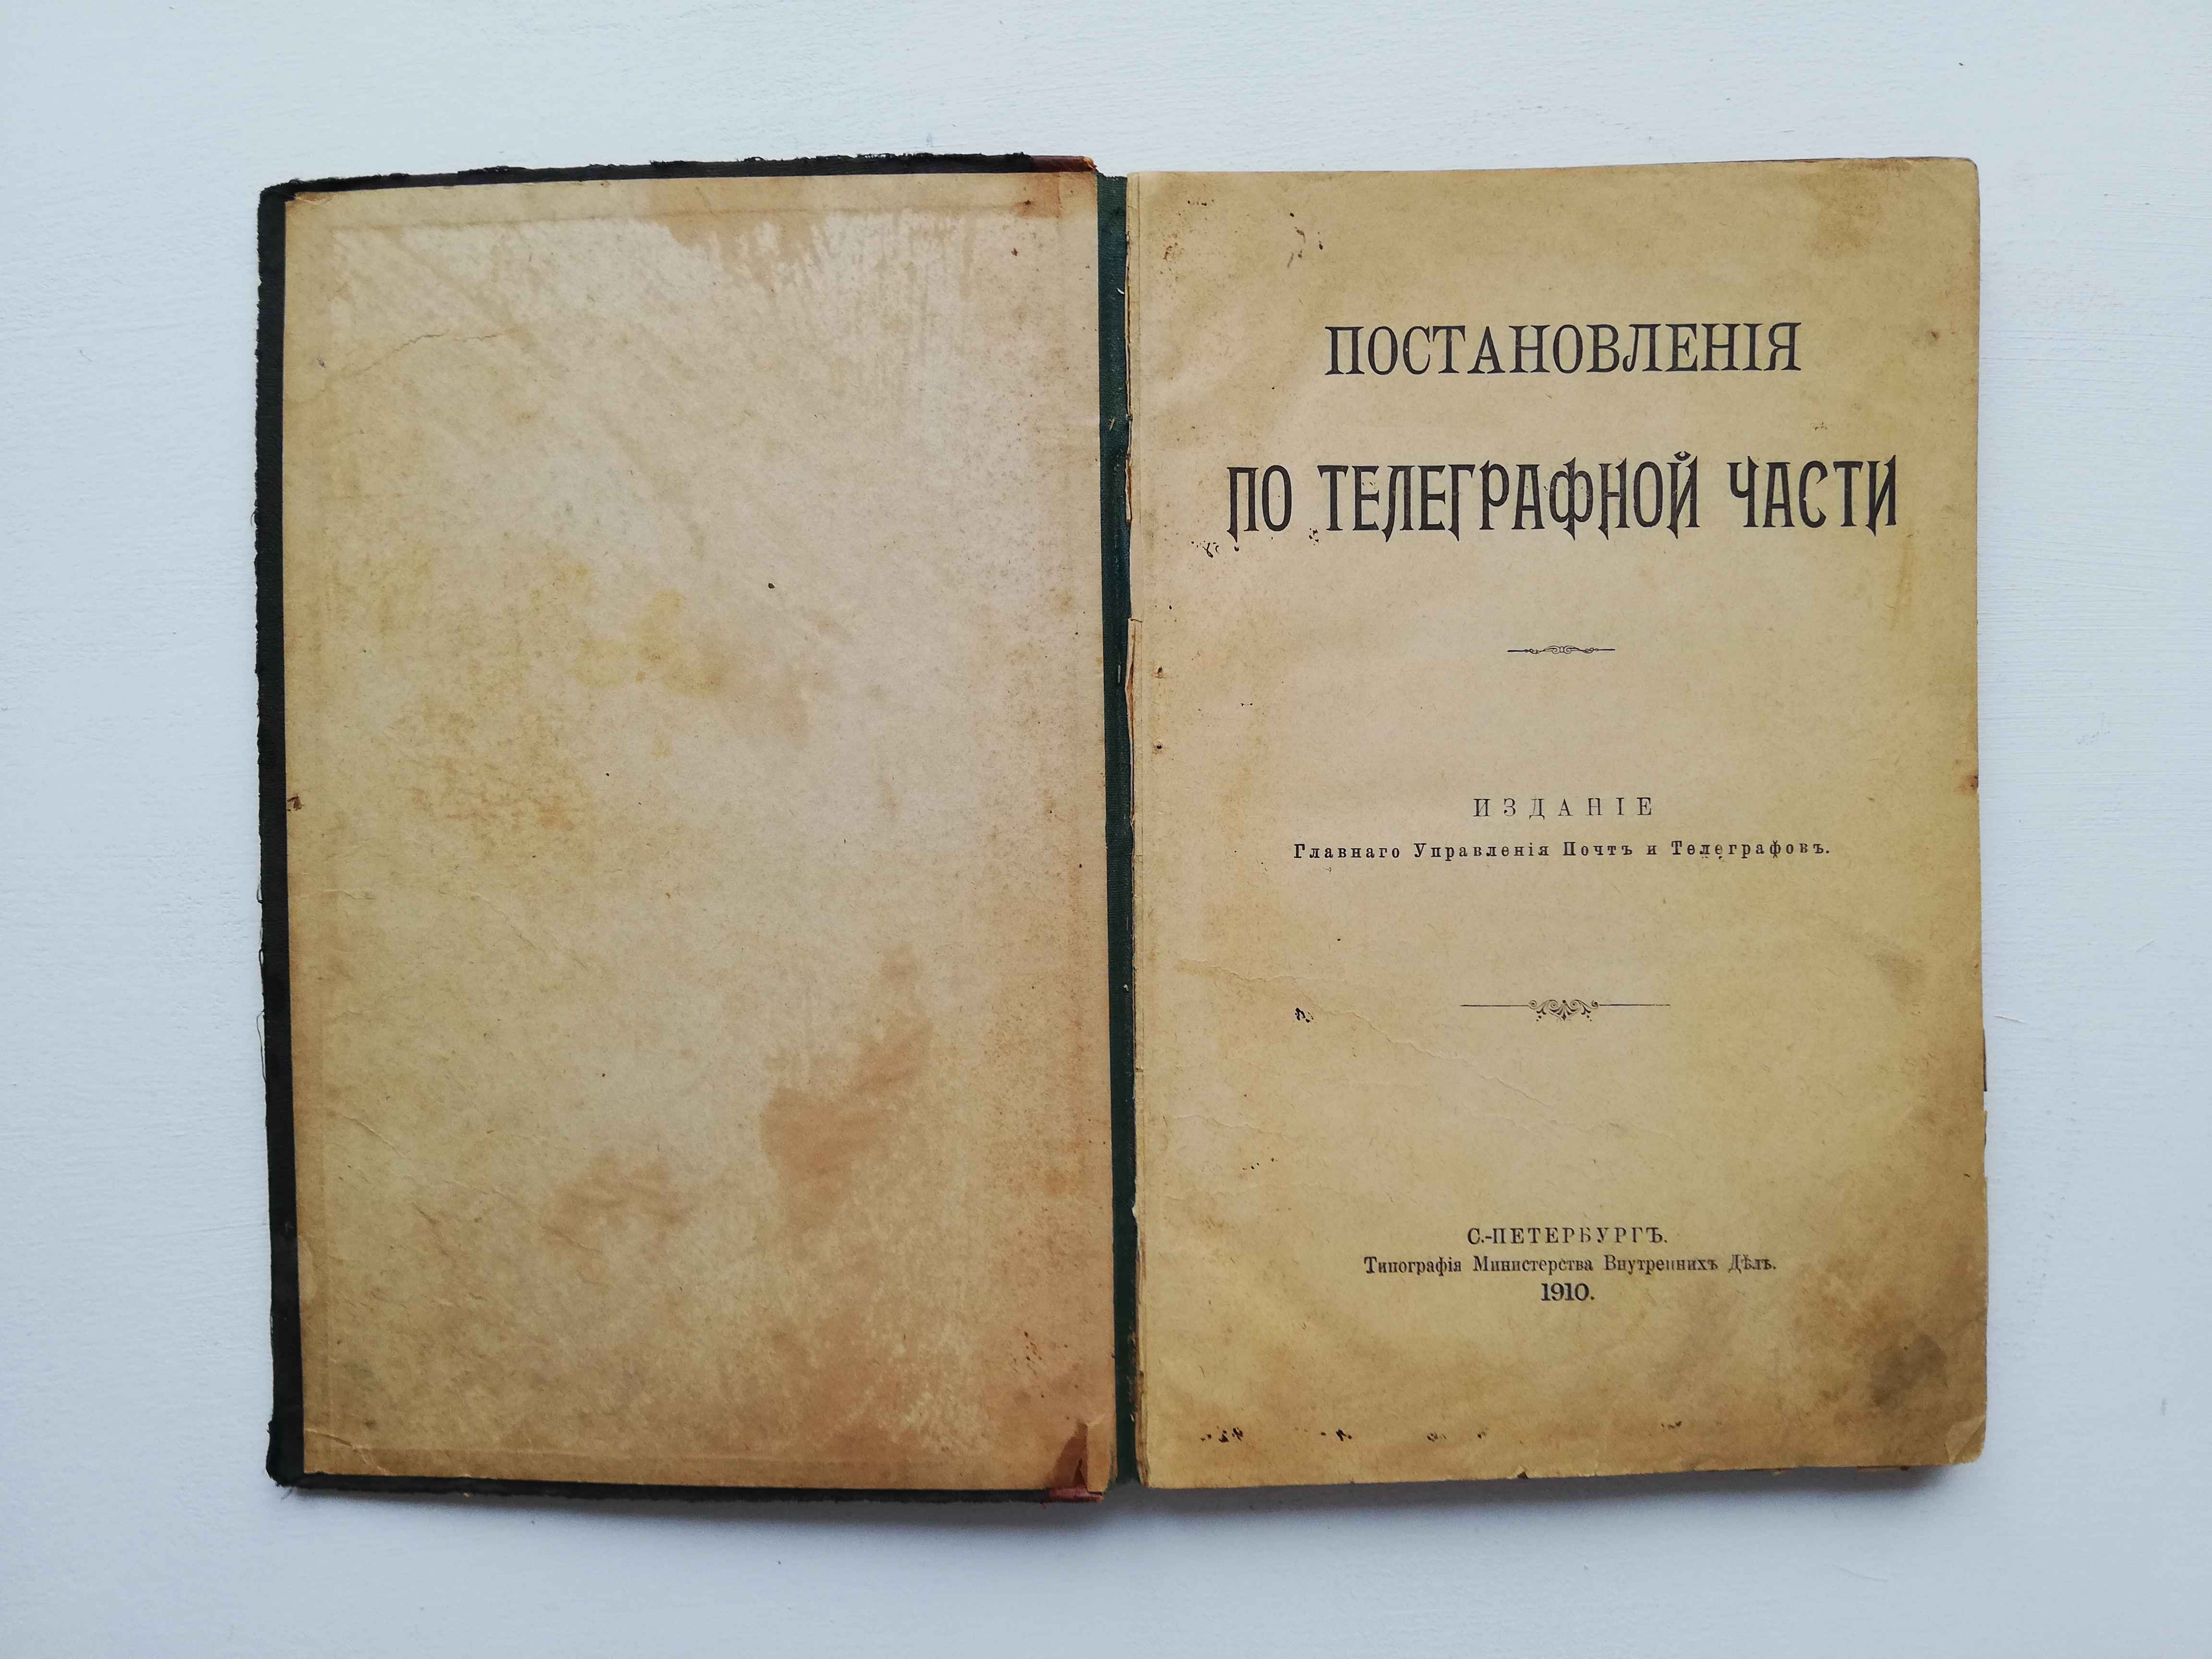 ПОСТАНОВЛЕНІЯ
ПО ТЕЛЕГРАФНОЙ ЧАСТИ
ИЗДАНІЕ
Главнаго Управленія Почтъ и Телеграфовъ.
С.-ПЕТЕРБУРГЪ.
Типографія Министерства Внутреннихъ Дѣлъ.
1910.